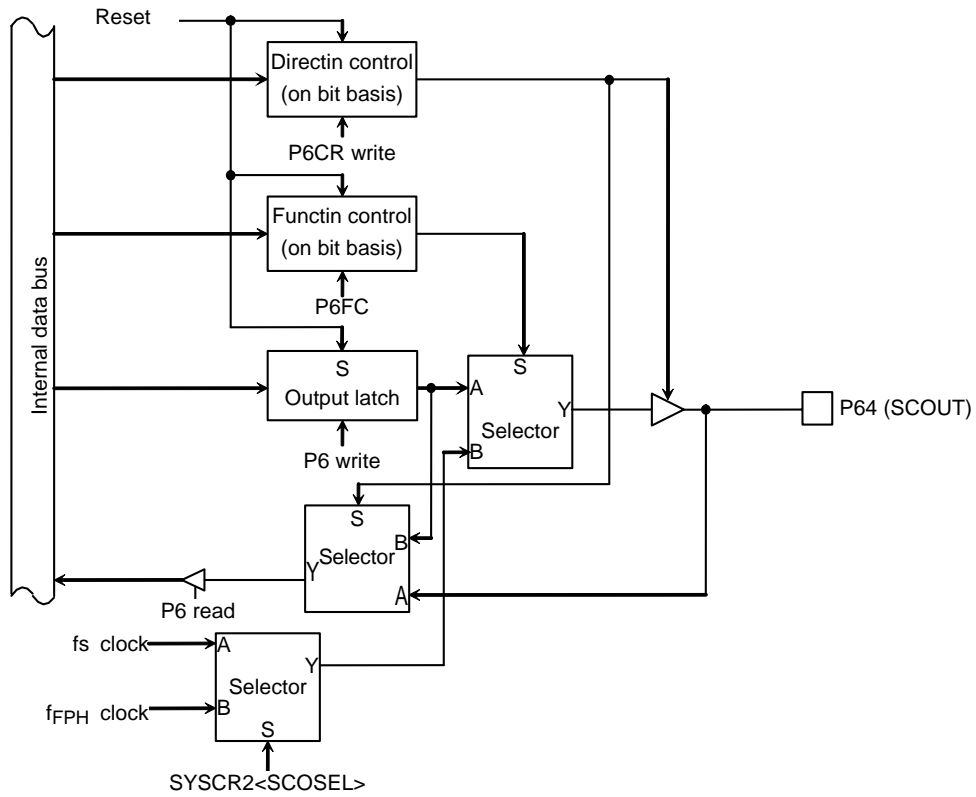 Reset
Directin control
(on bit basis)
P6CR write
Functin control
(on bit basis)
P6FC
Internal data bus
S
Output latch
P6 write
S
A
Y
Selector
B
P64 (SCOUT)
S
B
Selector
Y
A
P6 read
fs clock
A
Y
Selector
fFPH clock
B
S
SYSCR2<SCOSEL>